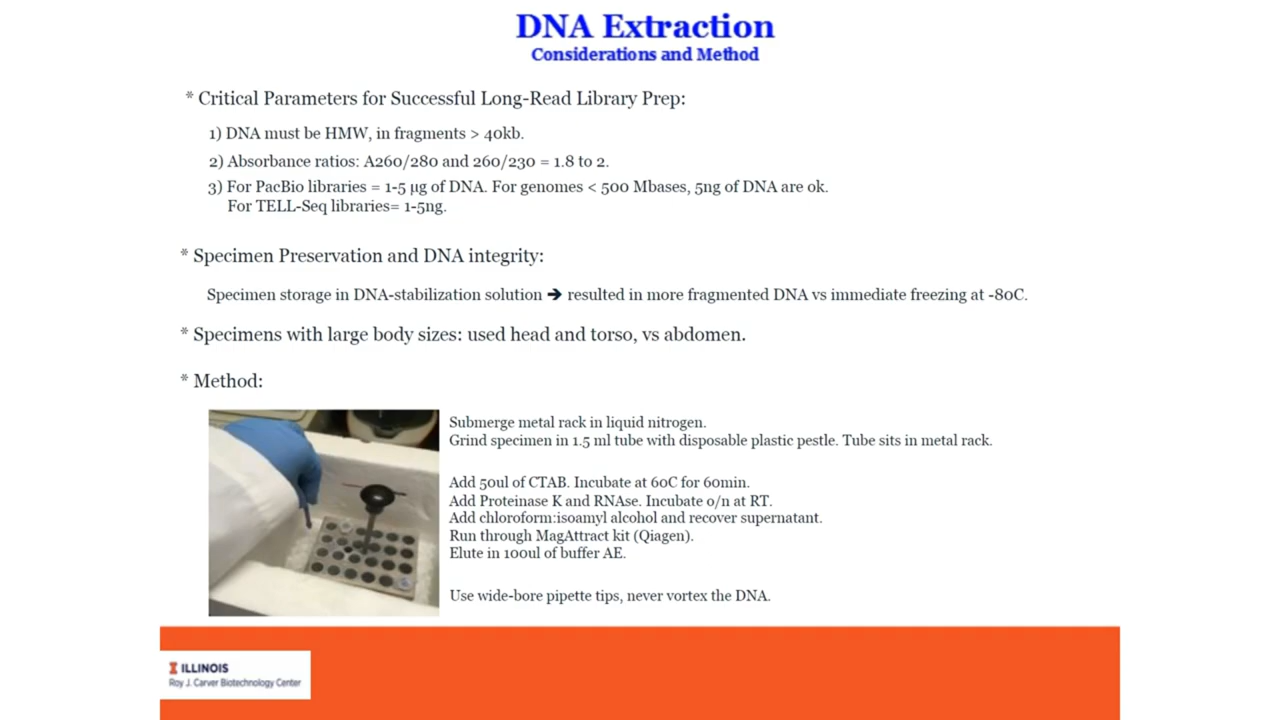 DNA Extraction
Considerations and Method
* Critical Parameters for Successful Long-Read Library Prep:
1) DNA must be HMW, in fragments > 40kb.
2) Absorbance ratios: A260/280 and 260/230 = 1.8 to 2.
3) For PacBio libraries = 1-5 µg of DNA. For genomes < 500 Mbases, 5ng of DNA are ok.
For TELL-Seq libraries= 1-5ng.
* Specimen Preservation and DNA integrity:
Specimen storage in DNA-stabilization solution ➔ resulted in more fragmented DNA vs immediate freezing at -80C.
* Specimens with large body sizes: used head and torso, vs abdomen.
* Method:
Submerge metal rack in liquid nitrogen.
Grind specimen in 1.5 ml tube with disposable plastic pestle. Tube sits in metal rack.
Add 50ul of CTAB. Incubate at 60C for 60min.
Add Proteinase K and RNAse. Incubate o/n at RT.
Add chloroform:isoamyl alcohol and recover supernatant.
Run through MagAttract kit (Qiagen).
Elute in 100ul of buffer AE.
Use wide-bore pipette tips, never vortex the DNA.
ILLINOIS
Roy J. Carver Biotechnology Center